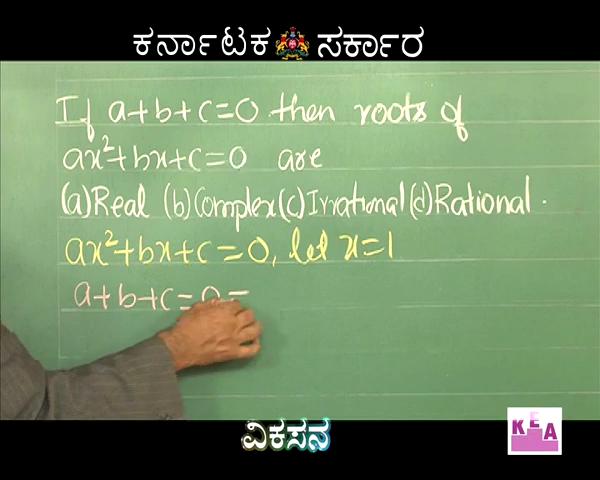 ಕರ್ನಾಟಕ ಸರ್ಕಾರ
If a+b+c=0 then roots of
ax²+bx+c=0 are
(a)Real (b)Complex(c)Irrational(d)Rational.
ax²+bx+c=0, let x=1
a+b+c=0=
ವಿಕಸನ
KEA